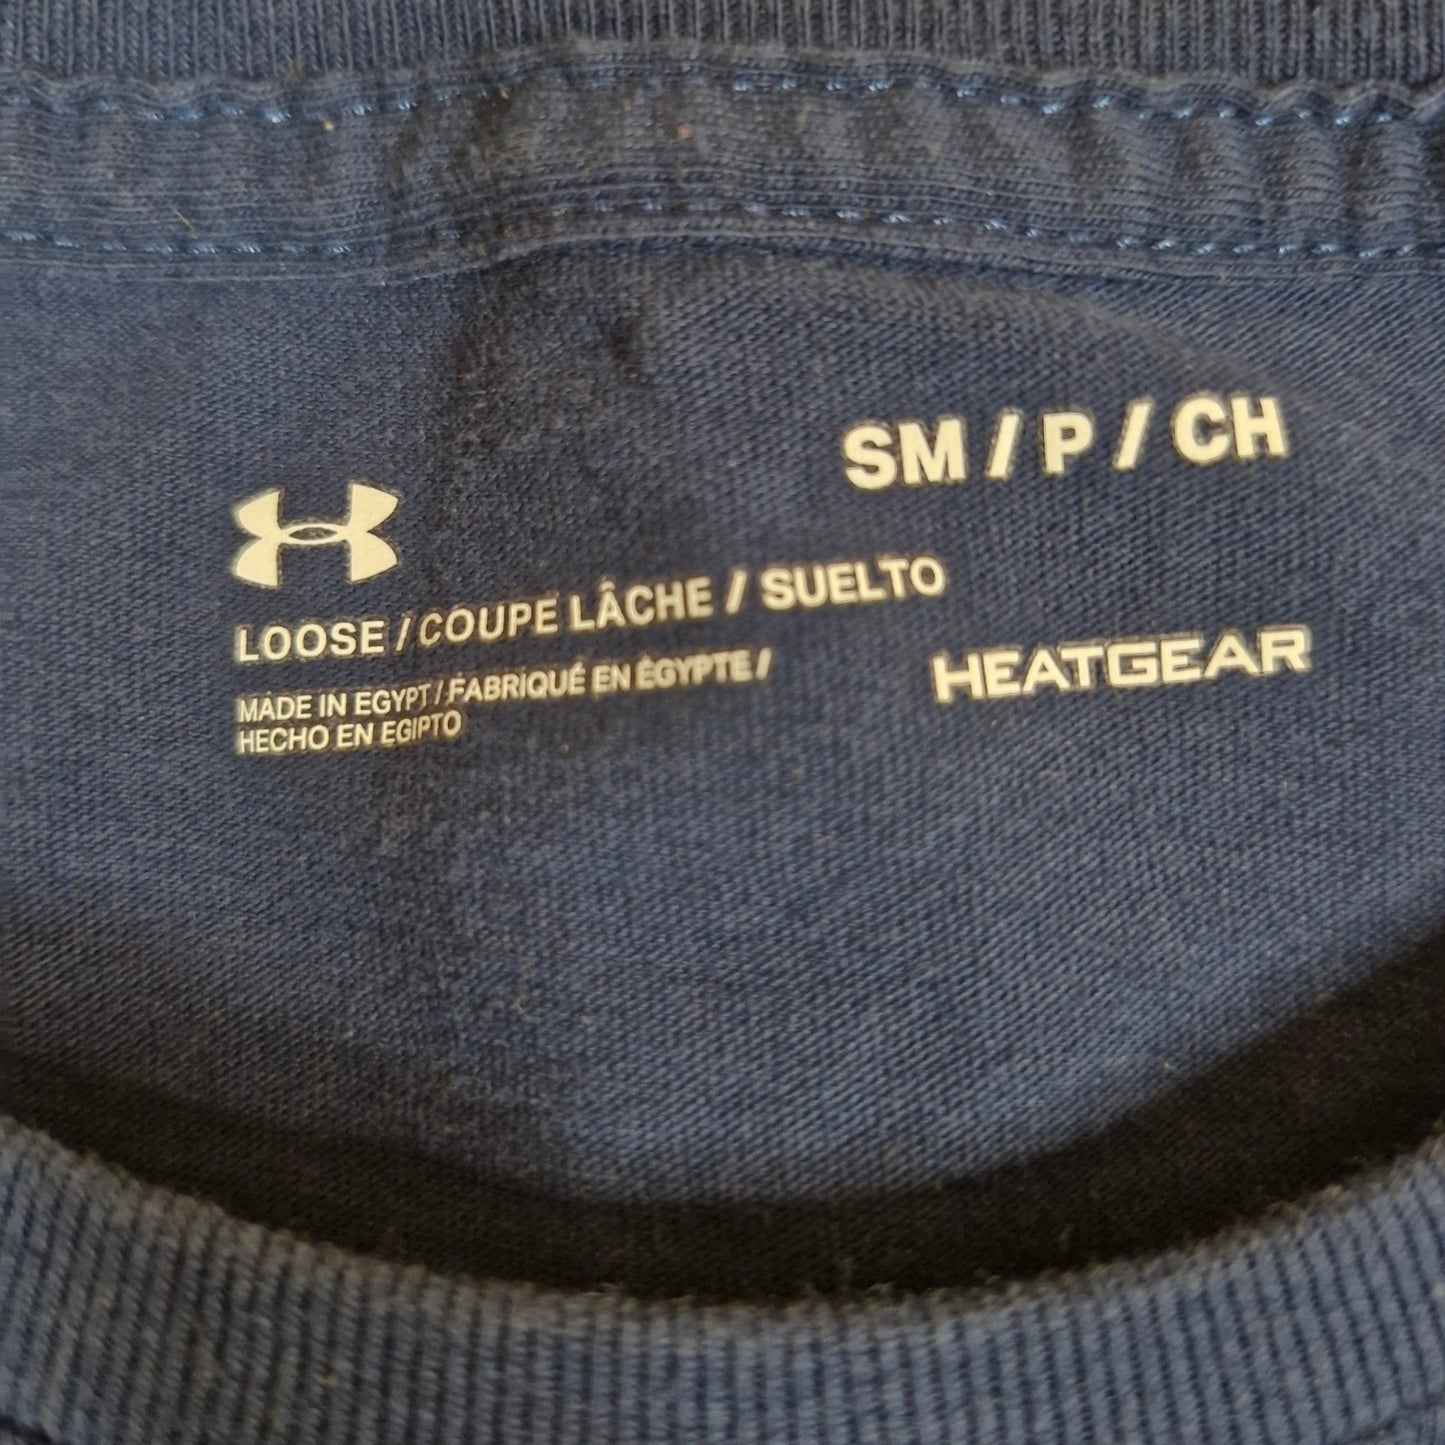 SM / P / CH
LOOSE / COUPE LÂCHE / SUELTO
MADE IN EGYPT / FABRIQUÉ EN ÉGYPTE /
HECHO EN EGIPTO
HEATGEAR